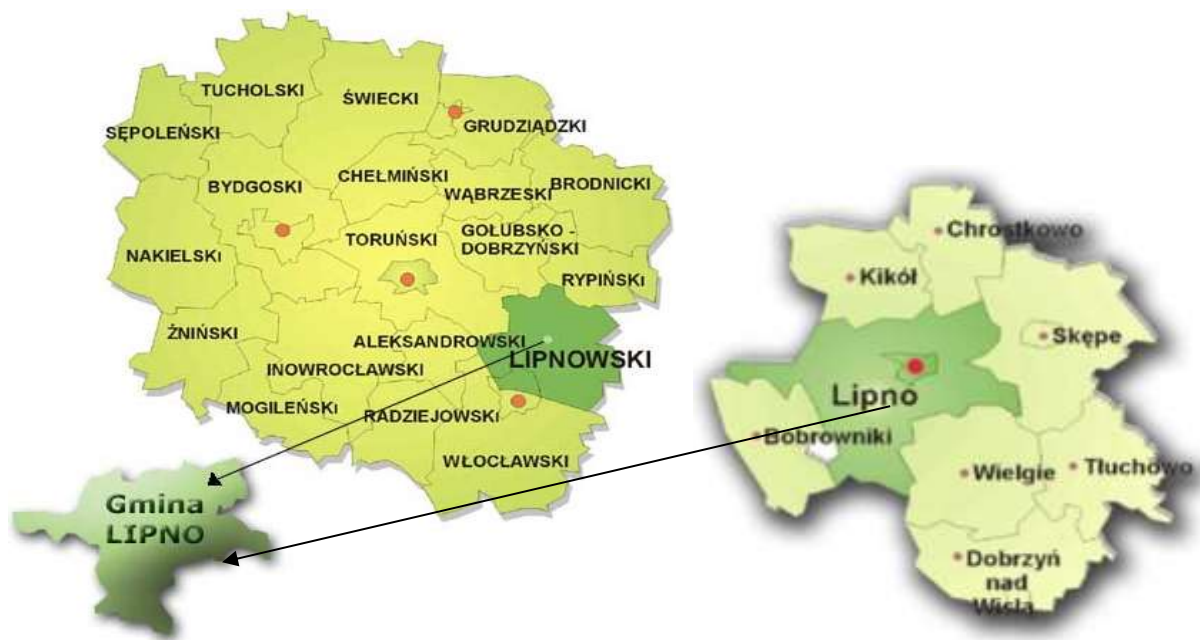 TUCHOLSKI
ŚWIECKI
GRUDZIĄDZKI
SĘPOLEŃSKI
CHEŁMIŃSKI
BYDGOSKI
WĄBRZESKI
BRODNICKI
TORUŃSKI
GOŁUBSKO -
DOBRZYŃSKI
NAKIELSKI
RYPIŃSKI
ŻNIŃSKI
ALEKSANDROWSKI
LIPNOWSKI
INOWROCŁAWSKI
MOGILEŃSKI
RADZIEJOWSKI
WŁOCŁAWSKI
Gmina
LIPNO
Chrostkowo
Kikół
Skępe
Lipno
Bobrowniki
Wielgie
Tłuchowo
Dobrzyń
nad
Wisłą